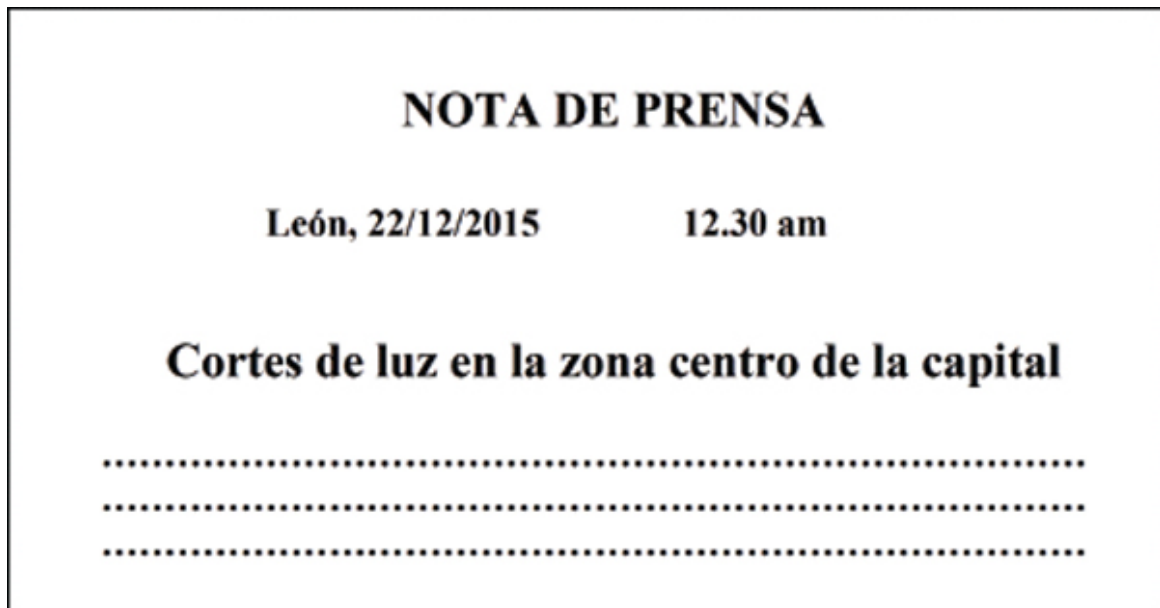 NOTA DE PRENSA
León, 22/12/2015 12.30 am
Cortes de luz en la zona centro de la capital
................................................................................
................................................................................
................................................................................